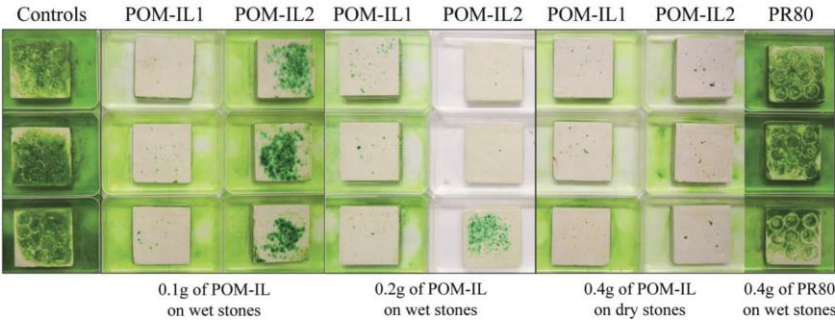 Controls POM-IL1 POM-IL2 POM-IL1 POM-IL2 POM-IL1 POM-IL2 PR80
0.1g of POM-IL 0.2g of POM-IL 0.4g of POM-IL 0.4g of PR80
on wet stones on wet stones on dry stones on wet stones